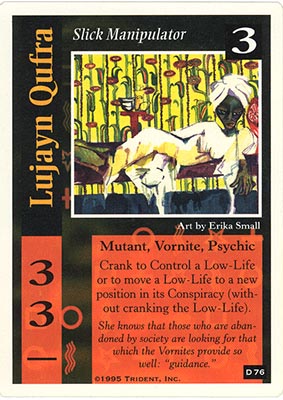 Lujayn Qufra
Slick Manipulator
3
Art by Erika Small
Mutant, Vornite, Psychic
Crank to Control a Low-Life
or to move a Low-Life to a new
position in its Conspiracy (with-
out cranking the Low-Life).
She knows that those who are aban-
doned by society are looking for that
which the Vornites provide so
well: "guidance."
3
3
|
©1995 TRIDENT, INC.
D 76